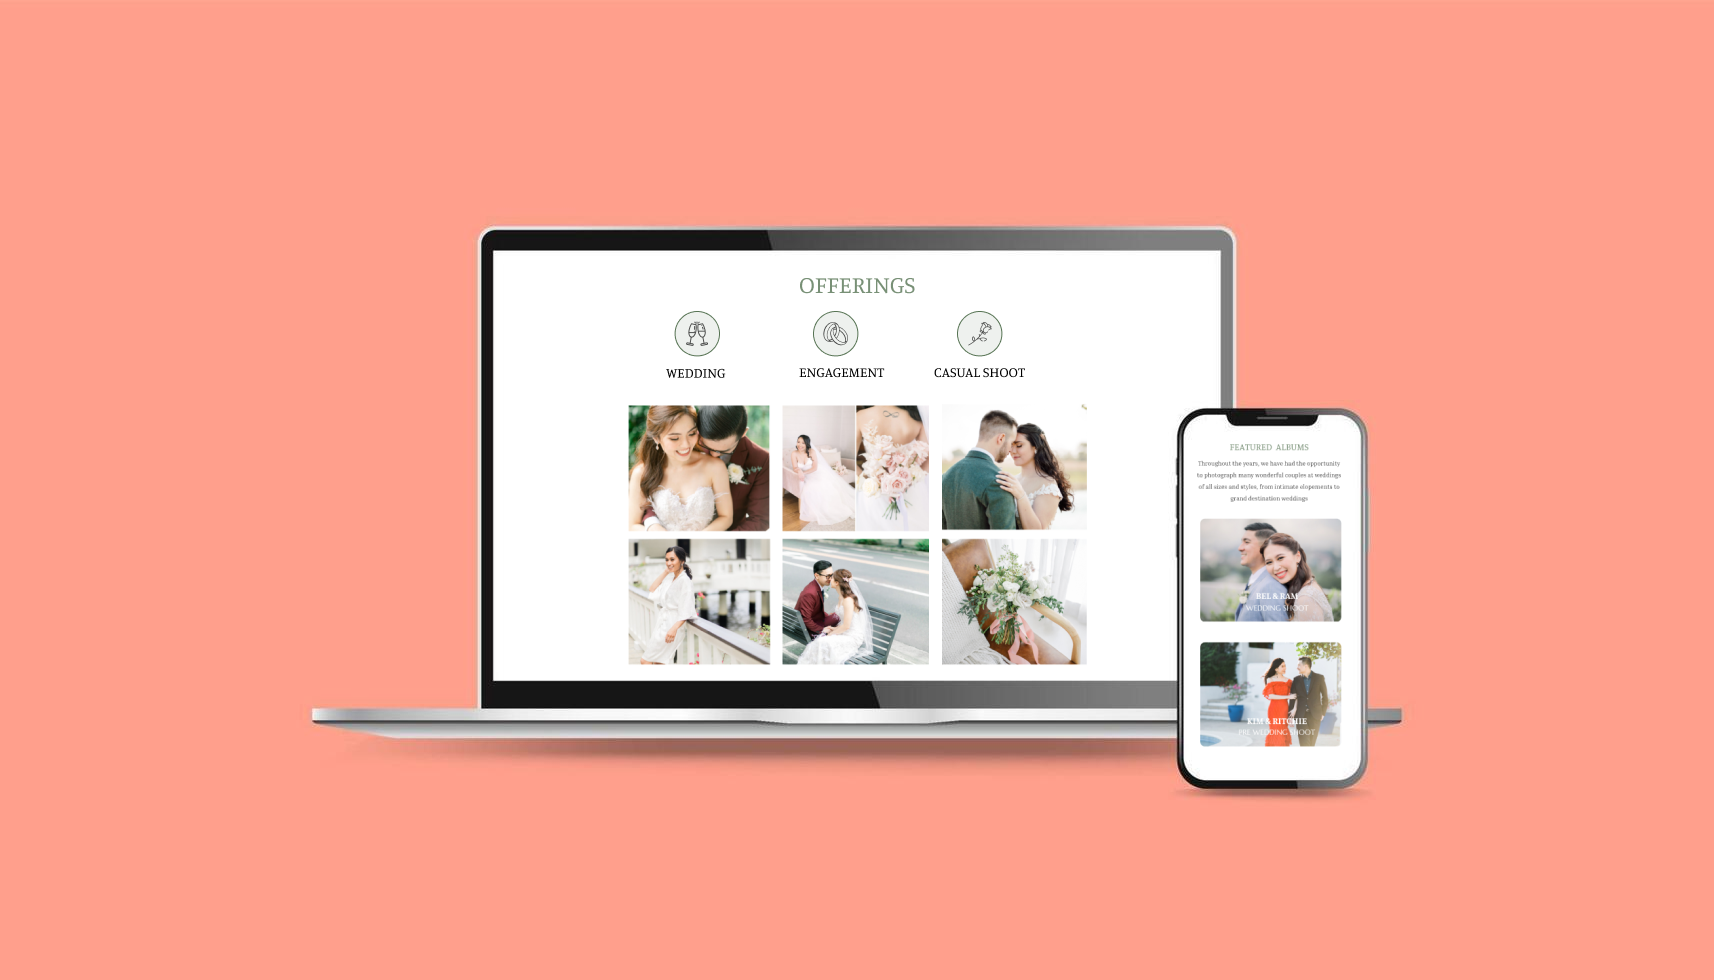 OFFERINGS
WEDDING
ENGAGEMENT
CASUAL SHOOT
FEATURED ALBUMS
Throughout the years, we have had the opportunity
to photograph many wonderful couples at weddings
of all sizes and styles, from intimate elopements to
grand destination weddings
BEL & RAM
WEDDING SHOOT
KIM & RITCHIE
PRE WEDDING SHOOT